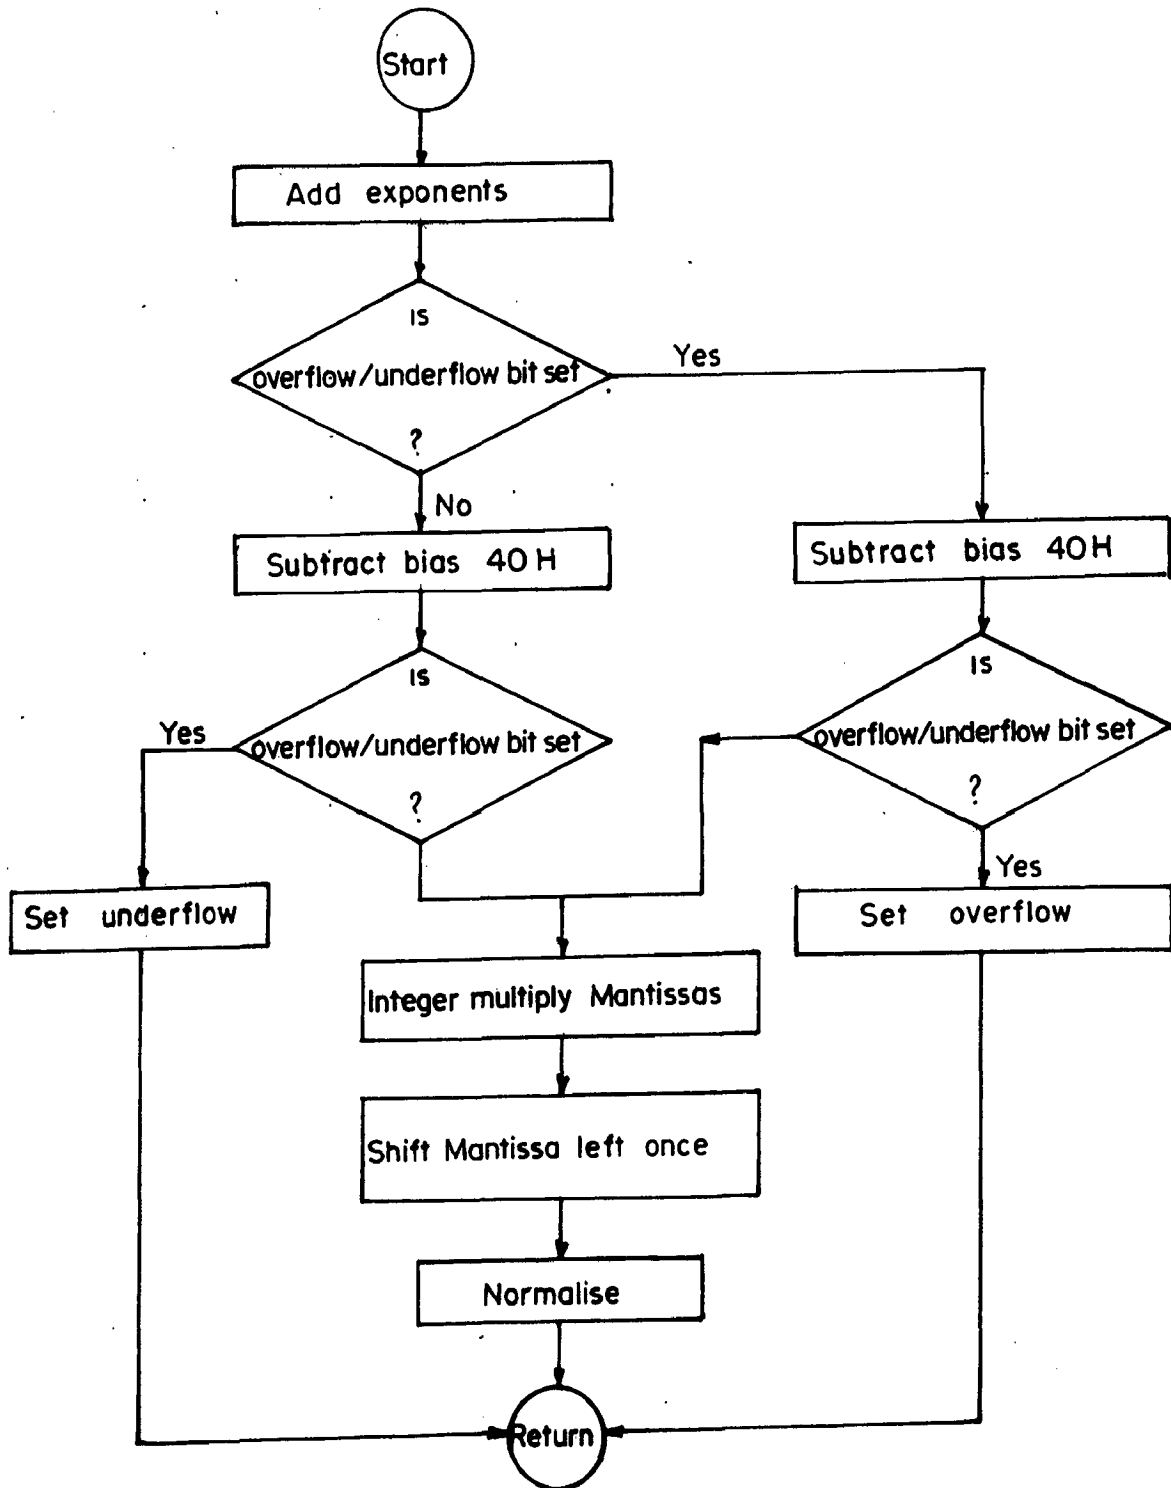 Start
Add exponents
Is
overflow/underflow bit set
?
Yes
No
Subtract bias 40H
Subtract bias 40H
Is
overflow/underflow bit set
?
Yes
Is
overflow/underflow bit set
?
Yes
Set underflow
Set overflow
Integer multiply Mantissas
Shift Mantissa left once
Normalise
Return